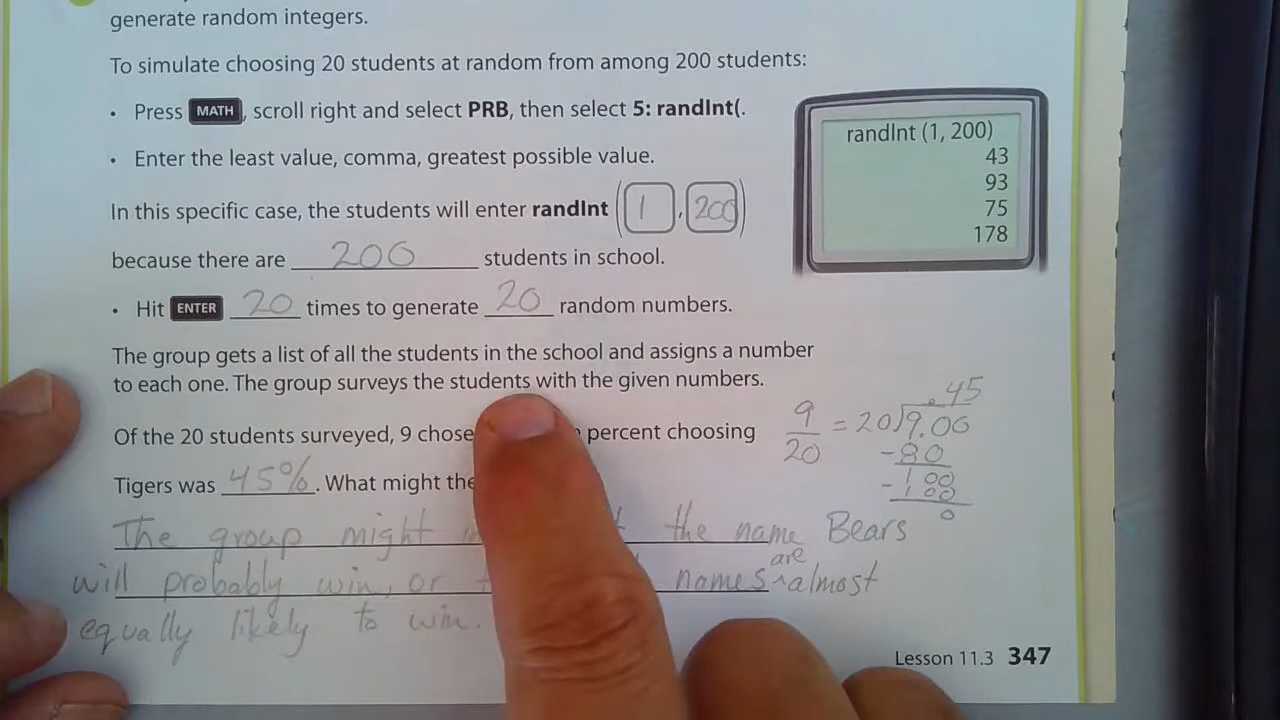 generate random integers.
To simulate choosing 20 students at random from among 200 students:
• Press MATH, scroll right and select PRB, then select 5: randInt(.
• Enter the least value, comma, greatest possible value.
In this specific case, the students will enter randInt (1, 200)
because there are 200 students in school.
• Hit ENTER 20 times to generate 20 random numbers.
randInt (1, 200)
43
93
75
178
The group gets a list of all the students in the school and assigns a number
to each one. The group surveys the students with the given numbers.
Of the 20 students surveyed, 9 chose percent choosing
Tigers was 45%. What might the
9/20 = 20)9.00
.45
-80
100
-100
0
The group might the name Bears
will probably win, or names are almost
equally likely to win.
Lesson 11.3 347